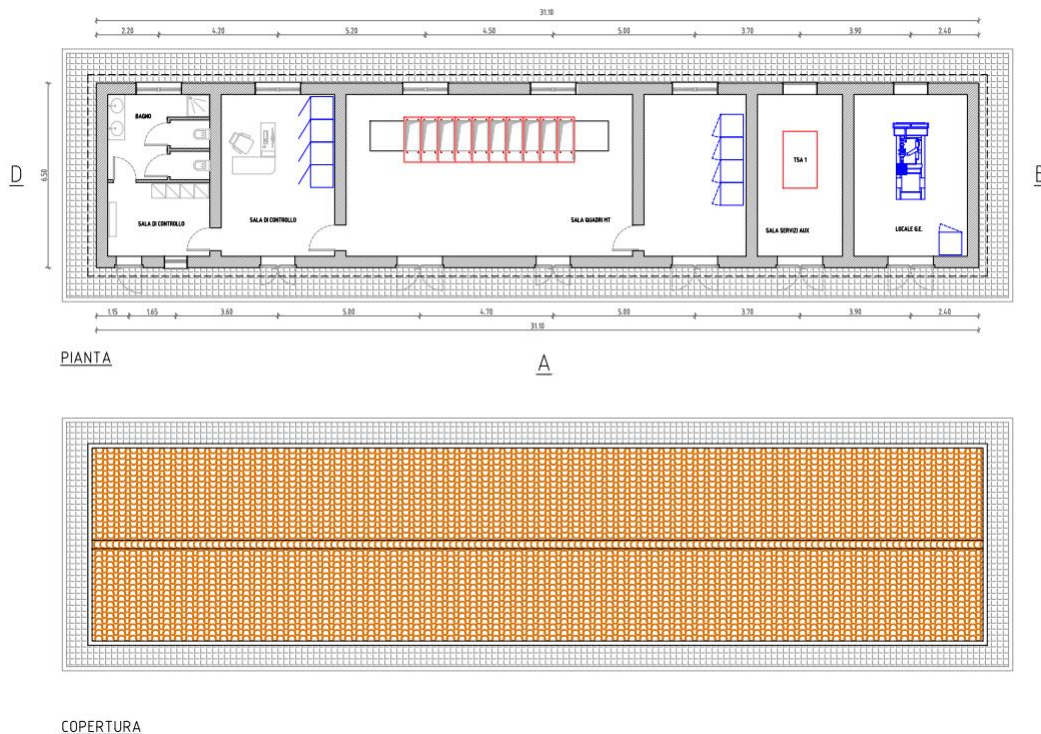 31.10
2.20 4.20 5.20 4.50 5.00 3.70 3.90 2.40
BAGNO
TSA 1
D
6.50
SALA DI CONTROLLO
SALA DI CONTROLLO
SALA QUADRI MT
SALA SERVIZI AUX
LOCALE G.E.
1.15 1.65 3.60 5.00 4.70 5.00 3.70 3.90 2.40
31.10
PIANTA
A
COPERTURA